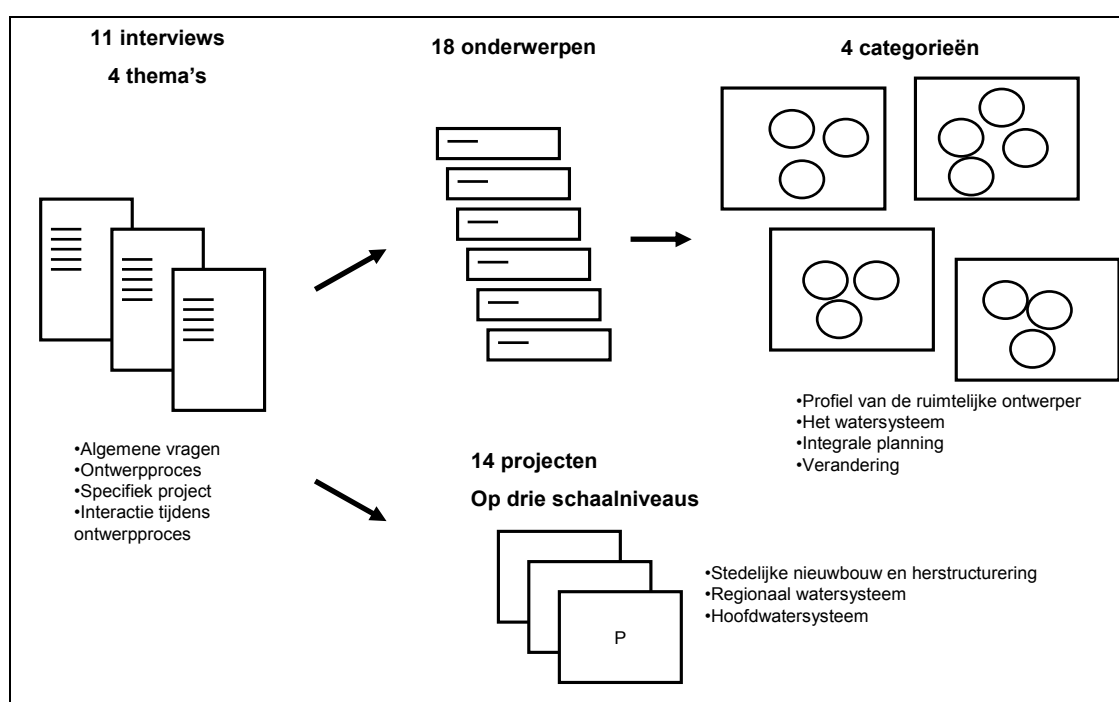 11 interviews
4 thema's
•Algemene vragen
•Ontwerpproces
•Specifiek project
•Interactie tijdens
ontwerpproces
18 onderwerpen
4 categorieën
•Profiel van de ruimtelijke ontwerper
•Het watersysteem
•Integrale planning
•Verandering
14 projecten
Op drie schaalniveaus
P
•Stedelijke nieuwbouw en herstructurering
•Regionaal watersysteem
•Hoofdwatersysteem